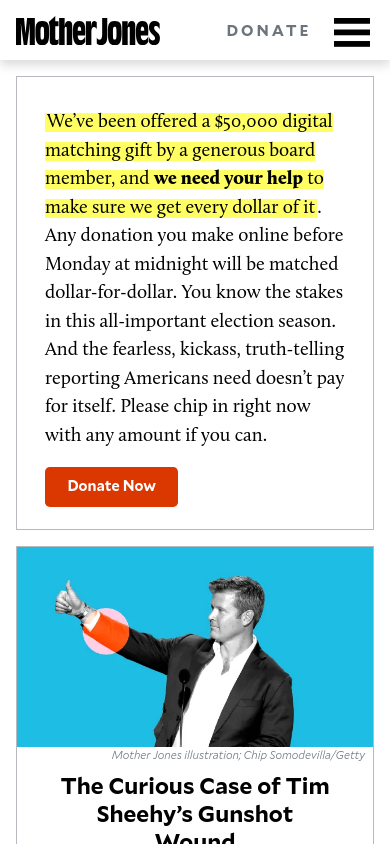 Mother Jones
DONATE
We’ve been offered a $50,000 digital
matching gift by a generous board
member, and we need your help to
make sure we get every dollar of it.
Any donation you make online before
Monday at midnight will be matched
dollar-for-dollar. You know the stakes
in this all-important election season.
And the fearless, kickass, truth-telling
reporting Americans need doesn’t pay
for itself. Please chip in right now
with any amount if you can.
Donate Now
Mother Jones illustration; Chip Somodevilla/Getty
The Curious Case of Tim
Sheehy’s Gunshot
Wound